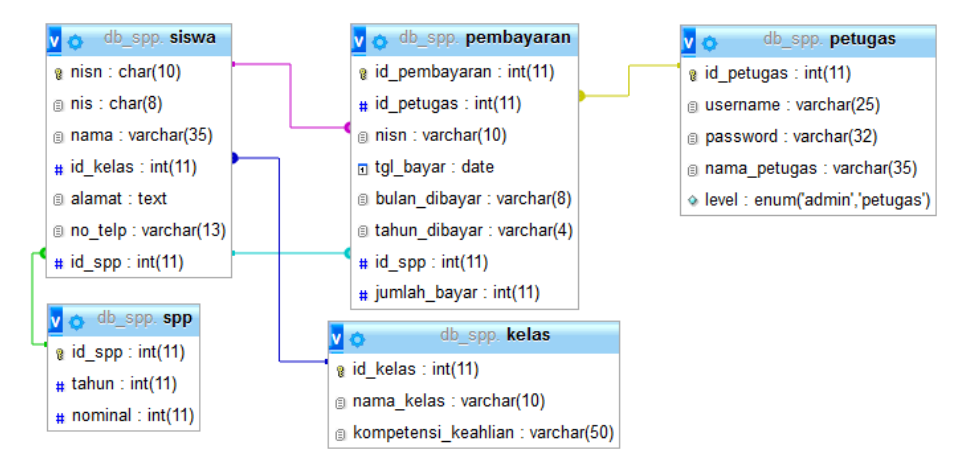 db_spp. siswa
nisn : char(10)
nis : char(8)
nama : varchar(35)
id_kelas : int(11)
alamat : text
no_telp : varchar(13)
id_spp : int(11)
db_spp. pembayaran
id_pembayaran : int(11)
id_petugas : int(11)
nisn : varchar(10)
tgl_bayar : date
bulan_dibayar : varchar(8)
tahun_dibayar : varchar(4)
id_spp : int(11)
jumlah_bayar : int(11)
db_spp. petugas
id_petugas : int(11)
username : varchar(25)
password : varchar(32)
nama_petugas : varchar(35)
level : enum('admin','petugas')
db_spp. spp
id_spp : int(11)
tahun : int(11)
nominal : int(11)
db_spp. kelas
id_kelas : int(11)
nama_kelas : varchar(10)
kompetensi_keahlian : varchar(50)